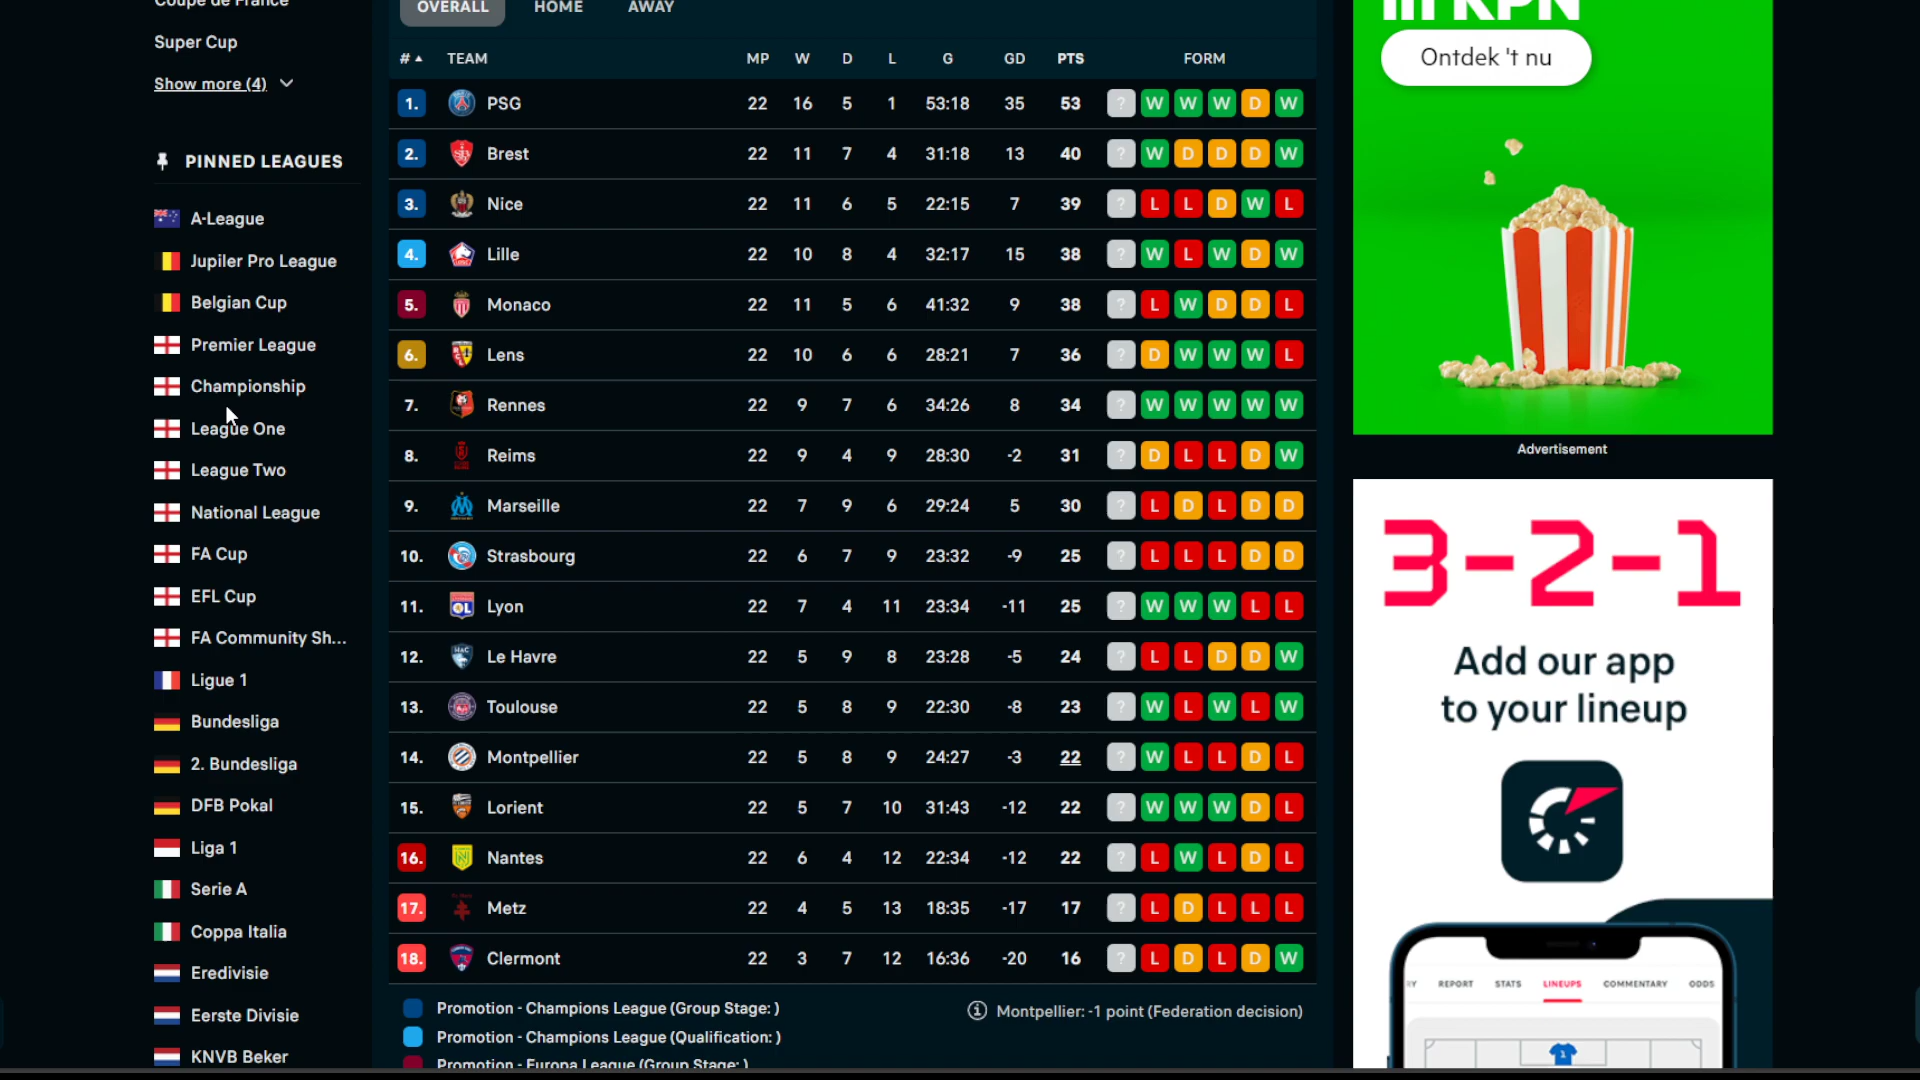 Coupe de France
Super Cup
Show more (4)
PINNED LEAGUES
A-League
Jupiler Pro League
Belgian Cup
Premier League
Championship
League One
League Two
National League
FA Cup
EFL Cup
FA Community Sh...
Ligue 1
Bundesliga
2. Bundesliga
DFB Pokal
Liga 1
Serie A
Coppa Italia
Eredivisie
Eerste Divisie
KNVB Beker
OVERALL HOME AWAY
# TEAM MP W D L G GD PTS FORM
1. PSG 22 16 5 1 53:18 35 53 ? W W W D W
2. Brest 22 11 7 4 31:18 13 40 ? W D D D W
3. Nice 22 11 6 5 22:15 7 39 ? L L D W L
4. Lille 22 10 8 4 32:17 15 38 ? W L W D W
5. Monaco 22 11 5 6 41:32 9 38 ? L W D D L
6. Lens 22 10 6 6 28:21 7 36 ? D W W W L
7. Rennes 22 9 7 6 34:26 8 34 ? W W W W W
8. Reims 22 9 4 9 28:30 -2 31 ? D L L D W
9. Marseille 22 7 9 6 29:24 5 30 ? L D L D D
10. Strasbourg 22 6 7 9 23:32 -9 25 ? L L L D D
11. Lyon 22 7 4 11 23:34 -11 25 ? W W W L L
12. Le Havre 22 5 9 8 23:28 -5 24 ? L L D D W
13. Toulouse 22 5 8 9 22:30 -8 23 ? W L W L W
14. Montpellier 22 5 8 9 24:27 -3 22 ? W L L D L
15. Lorient 22 5 7 10 31:43 -12 22 ? W W W D L
16. Nantes 22 6 4 12 22:34 -12 22 ? L W L D L
17. Metz 22 4 5 13 18:35 -17 17 ? L D L L L
18. Clermont 22 3 7 12 16:36 -20 16 ? L D L D W
Promotion - Champions League (Group Stage: )
Promotion - Champions League (Qualification: )
Promotion - Europa League (Group Stage: )
Montpellier: -1 point (Federation decision)
KPN
Ontdek 't nu
Advertisement
3-2-1
Add our app
to your lineup
REPORT STATS LINEUPS COMMENTARY ODDS
1